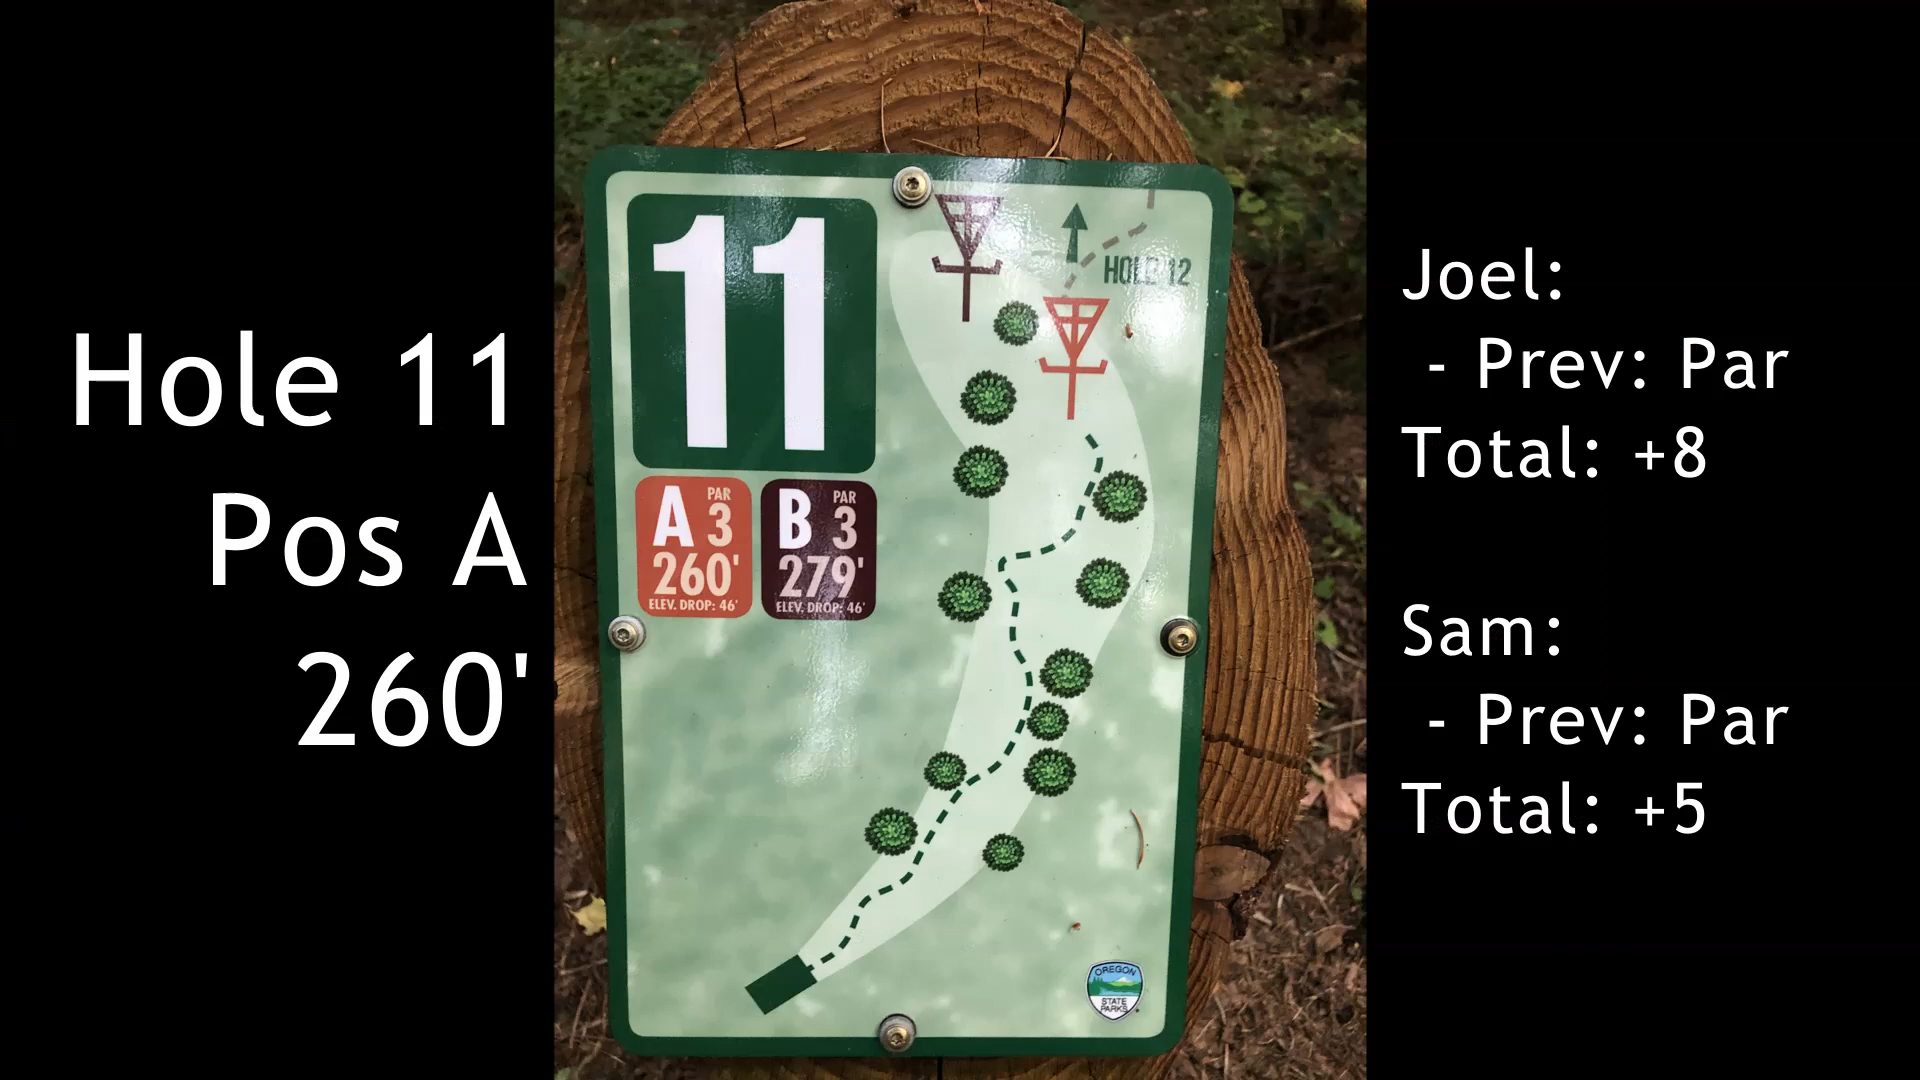 Hole 11
Pos A
260'
11
A PAR 3
260'
ELEV. DROP: 46'
B PAR 3
279'
ELEV. DROP: 46'
HOLE 12
OREGON
STATE
PARKS
Joel:
- Prev: Par
Total: +8
Sam:
- Prev: Par
Total: +5